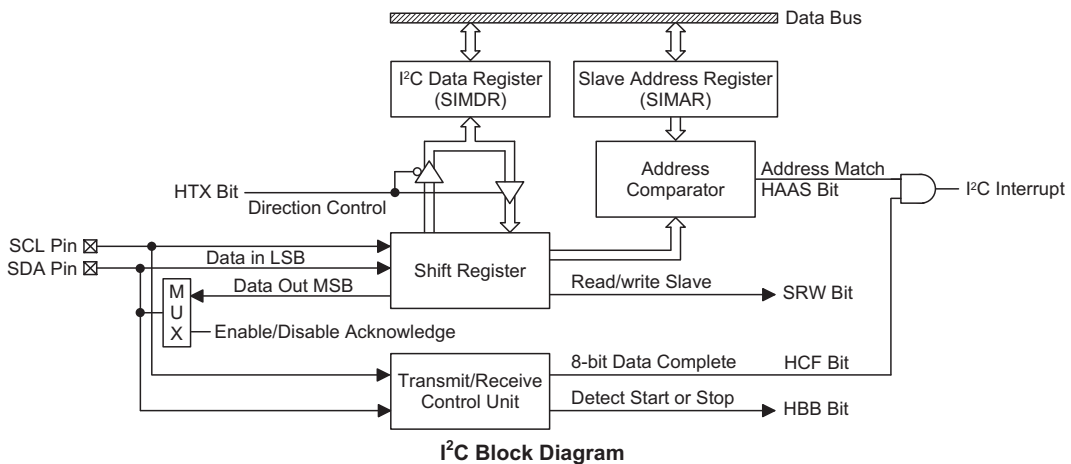 Data Bus
I²C Data Register
(SIMDR)
Slave Address Register
(SIMAR)
Address
Comparator
Address Match
HAAS Bit
I²C Interrupt
HTX Bit
Direction Control
SCL Pin
SDA Pin
Data in LSB
Shift Register
Data Out MSB
Read/write Slave
SRW Bit
M
U
X
Enable/Disable Acknowledge
Transmit/Receive
Control Unit
8-bit Data Complete
HCF Bit
Detect Start or Stop
HBB Bit
I²C Block Diagram